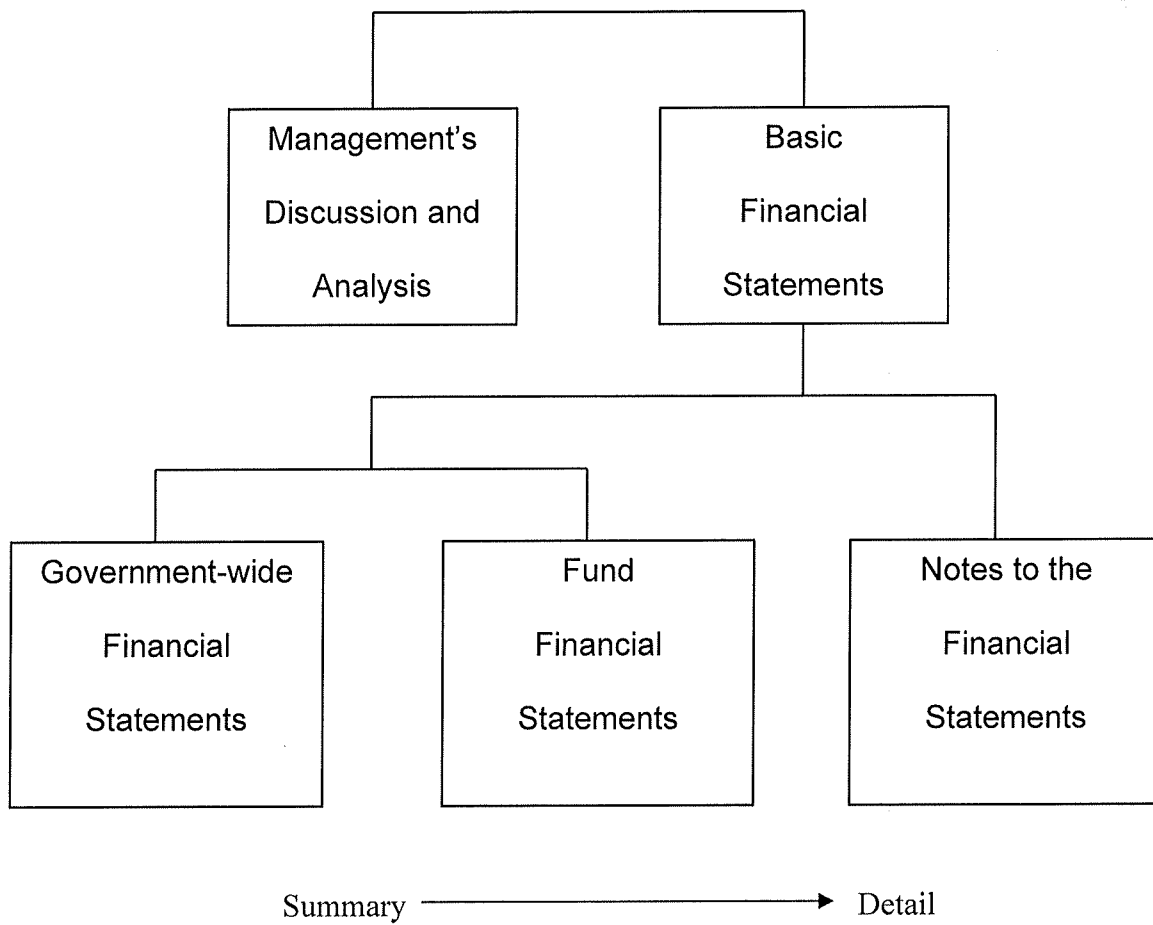 Management’s
Discussion and
Analysis
Basic
Financial
Statements
Government-wide
Financial
Statements
Fund
Financial
Statements
Notes to the
Financial
Statements
Summary
Detail